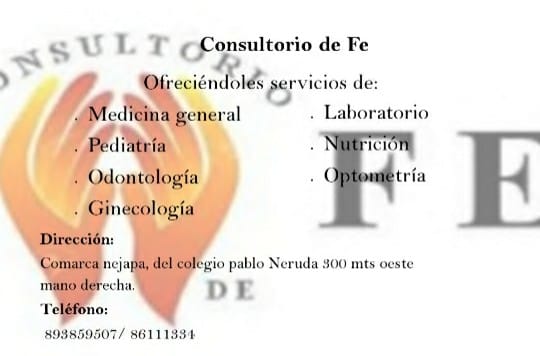 CONSULTORIO
Consultorio de Fe
Ofreciéndoles servicios de:
. Medicina general
. Pediatría
. Odontología
. Ginecología
. Laboratorio
. Nutrición
. Optometría
FE
DE
Dirección:
Comarca nejapa, del colegio pablo Neruda 300 mts oeste
mano derecha.
Teléfono:
893859507/ 86111334